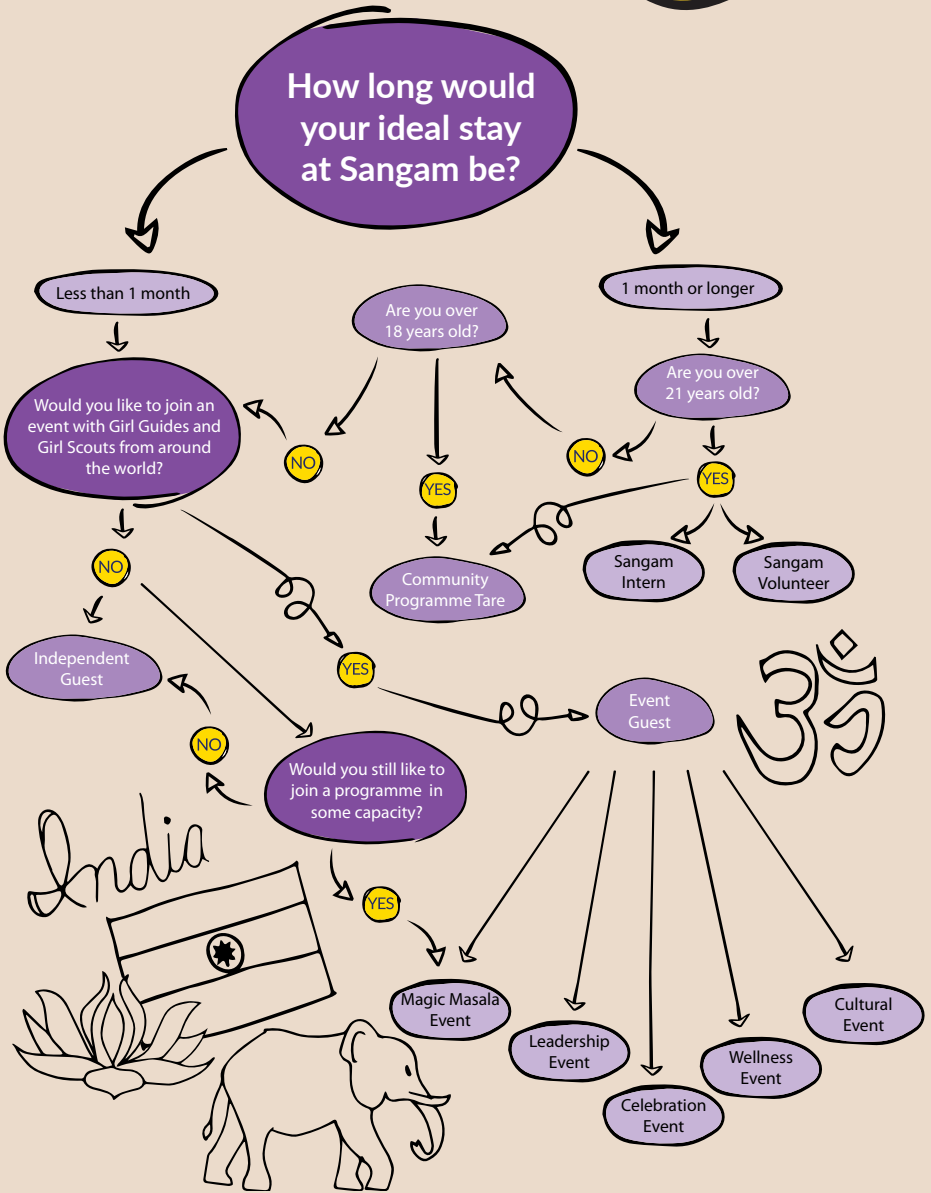 How long would
your ideal stay
at Sangam be?
Less than 1 month
1 month or longer
Are you over
18 years old?
Are you over
21 years old?
Would you like to join an
event with Girl Guides and
Girl Scouts from around
the world?
NO
NO
YES
YES
Community
Programme Tare
Sangam
Intern
Sangam
Volunteer
NO
Independent
Guest
YES
Event
Guest
NO
Would you still like to
join a programme in
some capacity?
YES
India
ॐ
Magic Masala
Event
Leadership
Event
Celebration
Event
Wellness
Event
Cultural
Event